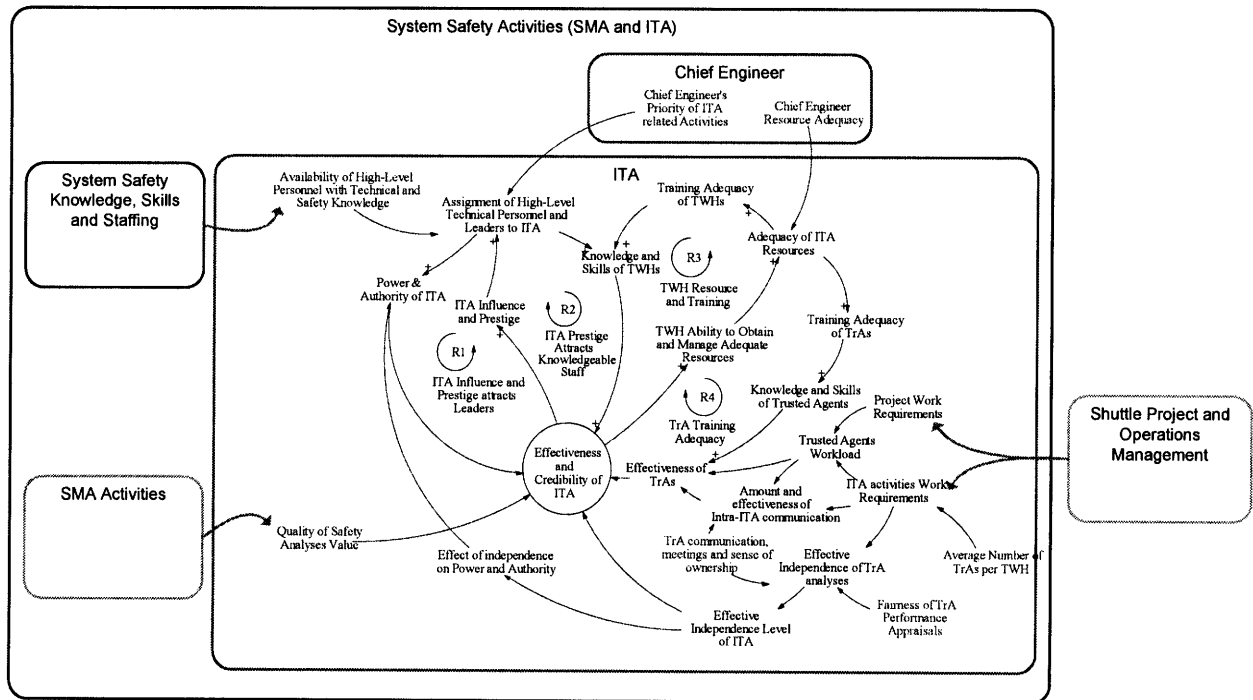 System Safety Activities (SMA and ITA)
Chief Engineer
Chief Engineer's
Priority of ITA
related Activities
Chief Engineer
Resource Adequacy
System Safety
Knowledge, Skills
and Staffing
ITA
Availability of High-Level
Personnel with Technical and
Safety Knowledge
Assignment of High-Level
Technical Personnel and
Leaders to ITA
Training Adequacy
of TWHs
Adequacy of ITA
Resources
Knowledge and
Skills of TWHs
R3
TWH Resource
and Training
Power &
Authority of ITA
ITA Influence
and Prestige
R2
ITA Prestige
Attracts
Knowledgeable
Staff
R1
ITA Influence and
Prestige attracts
Leaders
TWH Ability to Obtain
and Manage Adequate
Resources
Training Adequacy
of TrAs
R4
TrA Training
Adequacy
Knowledge and Skills
of Trusted Agents
Project Work
Requirements
Shuttle Project and
Operations
Management
Trusted Agents
Workload
Effectiveness
and
Credibility of
ITA
Effectiveness of
TrAs
ITA activities Work
Requirements
Amount and
effectiveness of
Intra-ITA communication
SMA Activities
Quality of Safety
Analyses Value
Effect of independence
on Power and Authority
TrA communication,
meetings and sense of
ownership
Effective
Independence of TrA
analyses
Average Number of
TrAs per TWH
Fairness of TrA
Performance
Appraisals
Effective
Independence Level
of ITA